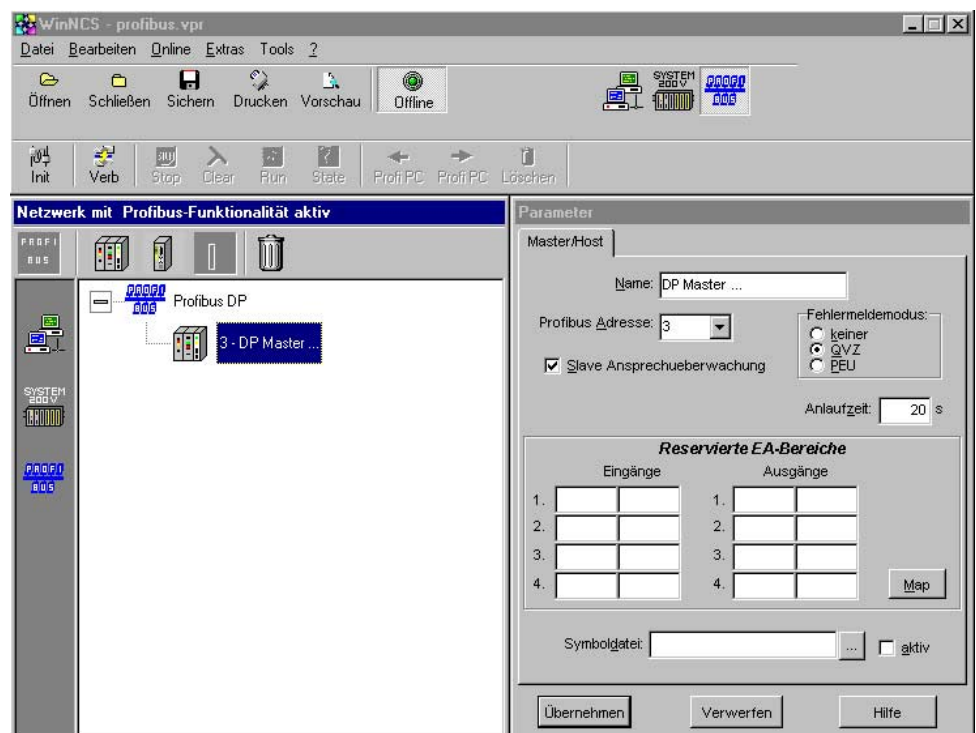 WinNCS - profibus.vpr
Datei Bearbeiten Online Extras Tools ?
Öffnen Schließen Sichern Drucken Vorschau Offline
SYSTEM 200V
PROFI BUS
Init Verb Stop Clear Run State Profi PC Profi PC Löschen
Netzwerk mit Profibus-Funktionalität aktiv
PROFI BUS
SYSTEM 200V
PROFI BUS
PROFI BUS Profibus DP
3 - DP Master ...
Parameter
Master/Host
Name: DP Master ...
Profibus Adresse: 3
Fehlermeldemodus:
keiner
QVZ
PEU
Slave Ansprechueberwachung
Anlaufzeit: 20 s
Reservierte EA-Bereiche
Eingänge Ausgänge
1. 1.
2. 2.
3. 3.
4. 4.
Map
Symboldatei: ... aktiv
Übernehmen Verwerfen Hilfe